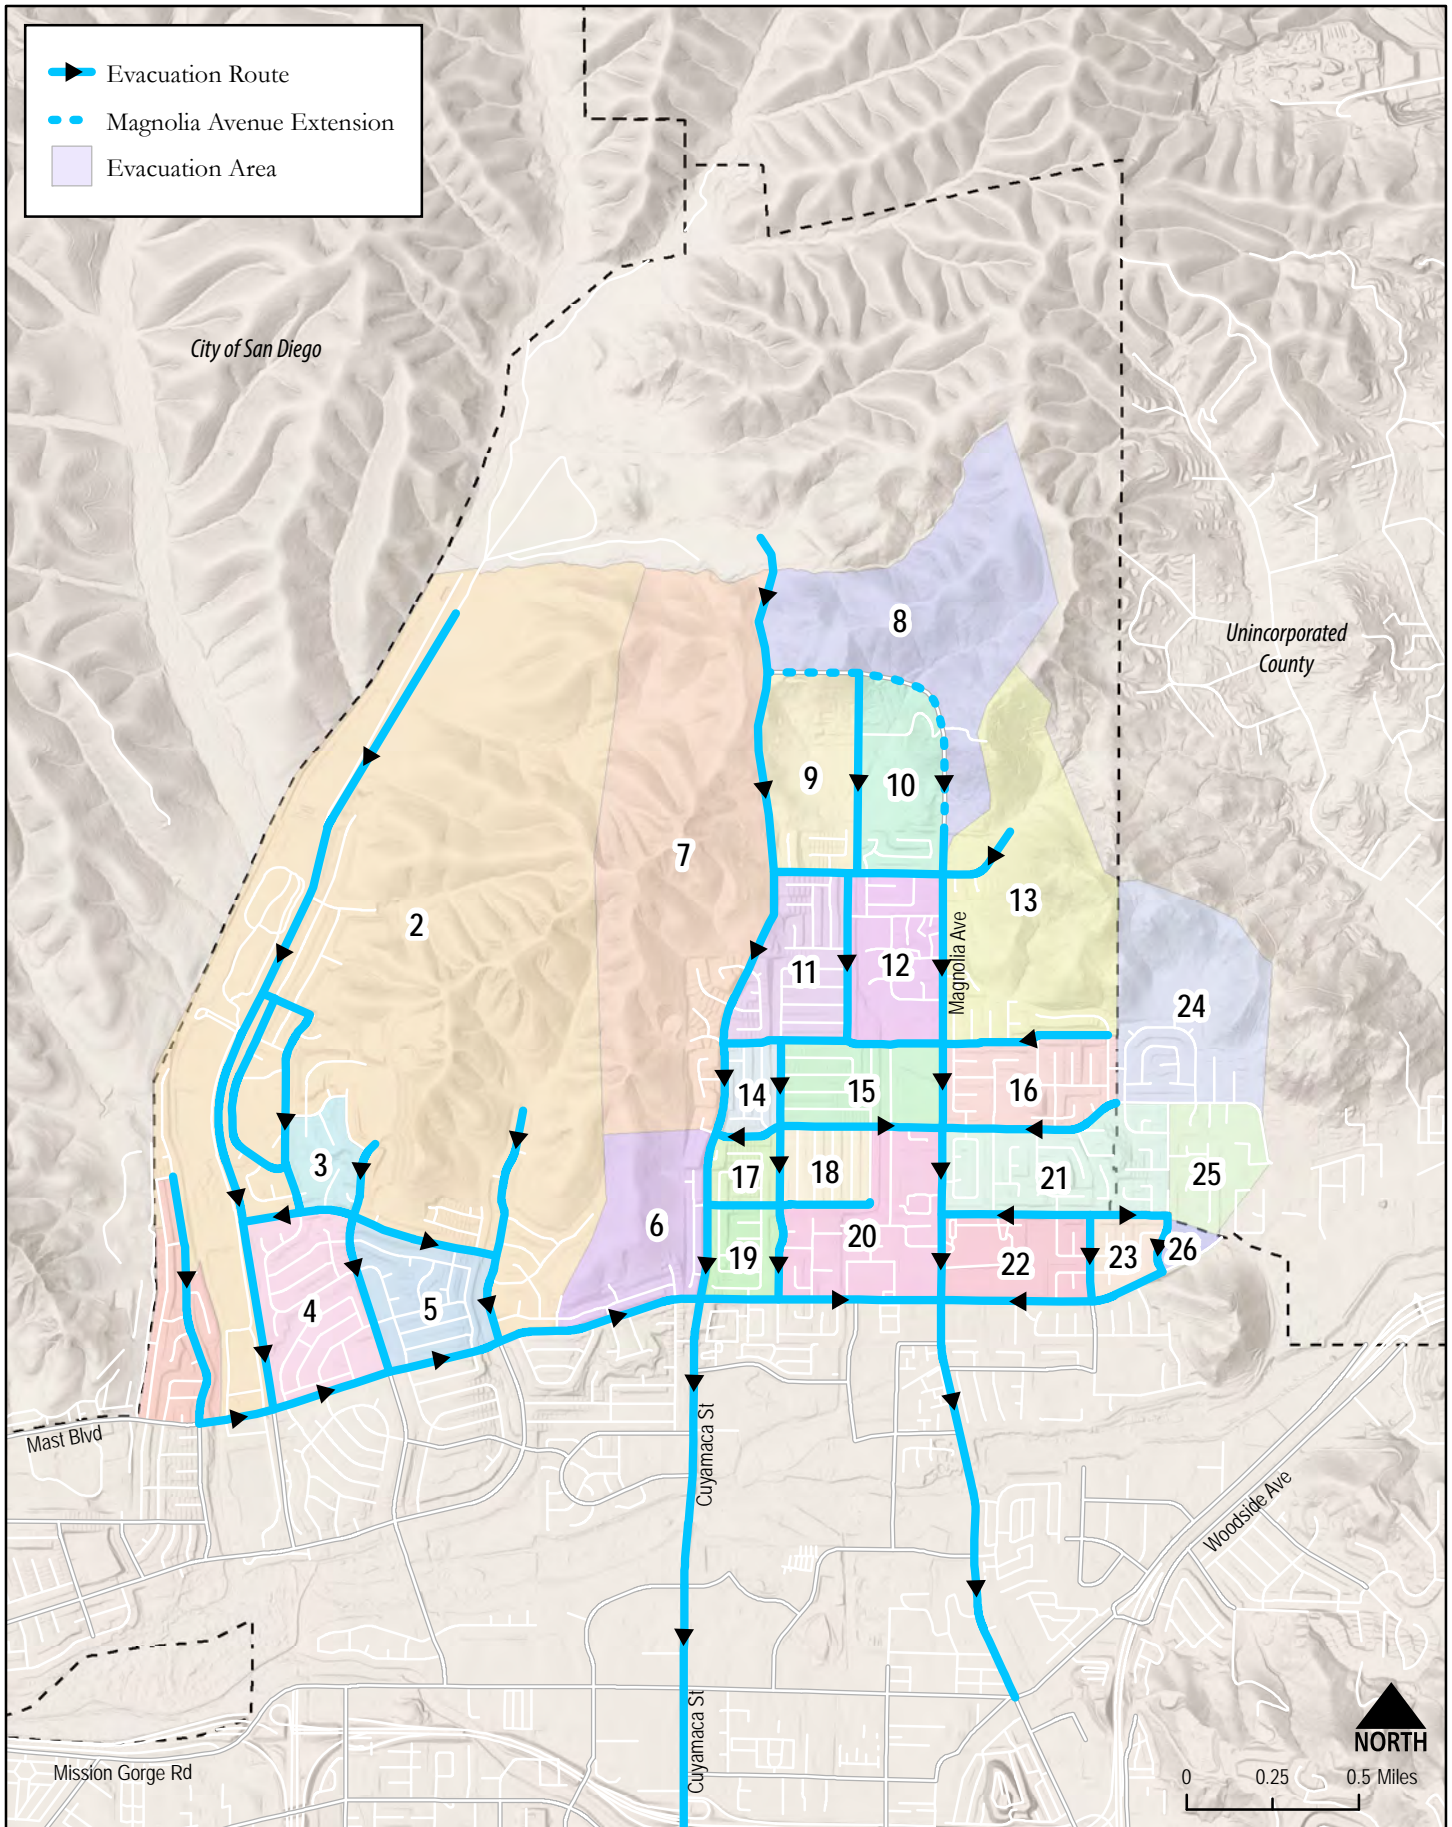 Evacuation Route
Magnolia Avenue Extension
Evacuation Area
City of San Diego
8
Unincorporated
County
9
10
7
13
2
Magnolia Ave
11
12
24
14
15
16
3
17
18
21
25
6
20
26
19
22
23
4
5
Mast Blvd
Cuyamaca St
Woodside Ave
Cuyamaca St
NORTH
Mission Gorge Rd
0 0.25 0.5 Miles